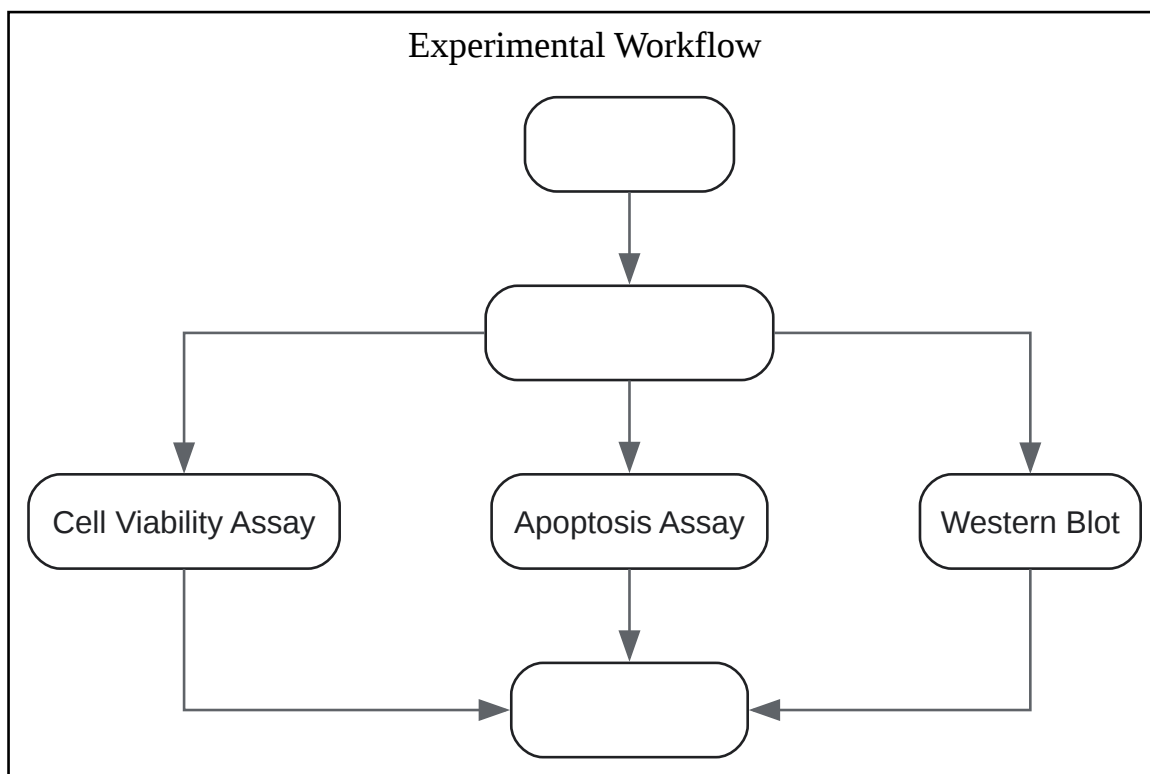 Experimental Workflow
Cell Viability Assay
Apoptosis Assay
Western Blot